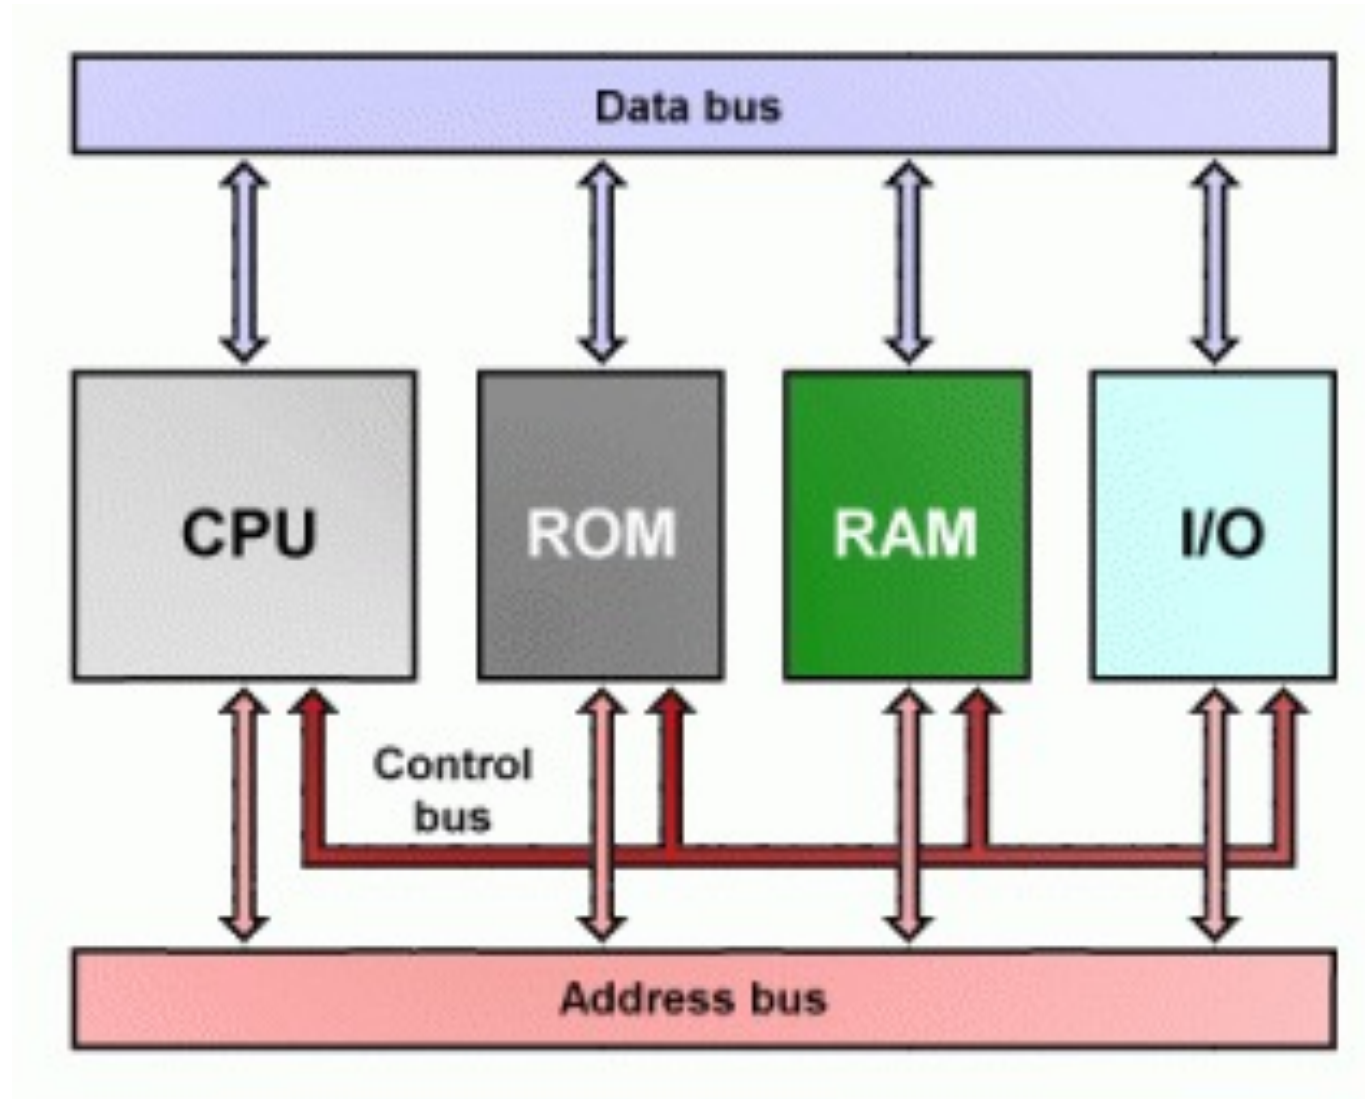 Data bus
CPU
ROM
RAM
I/O
Control
bus
Address bus